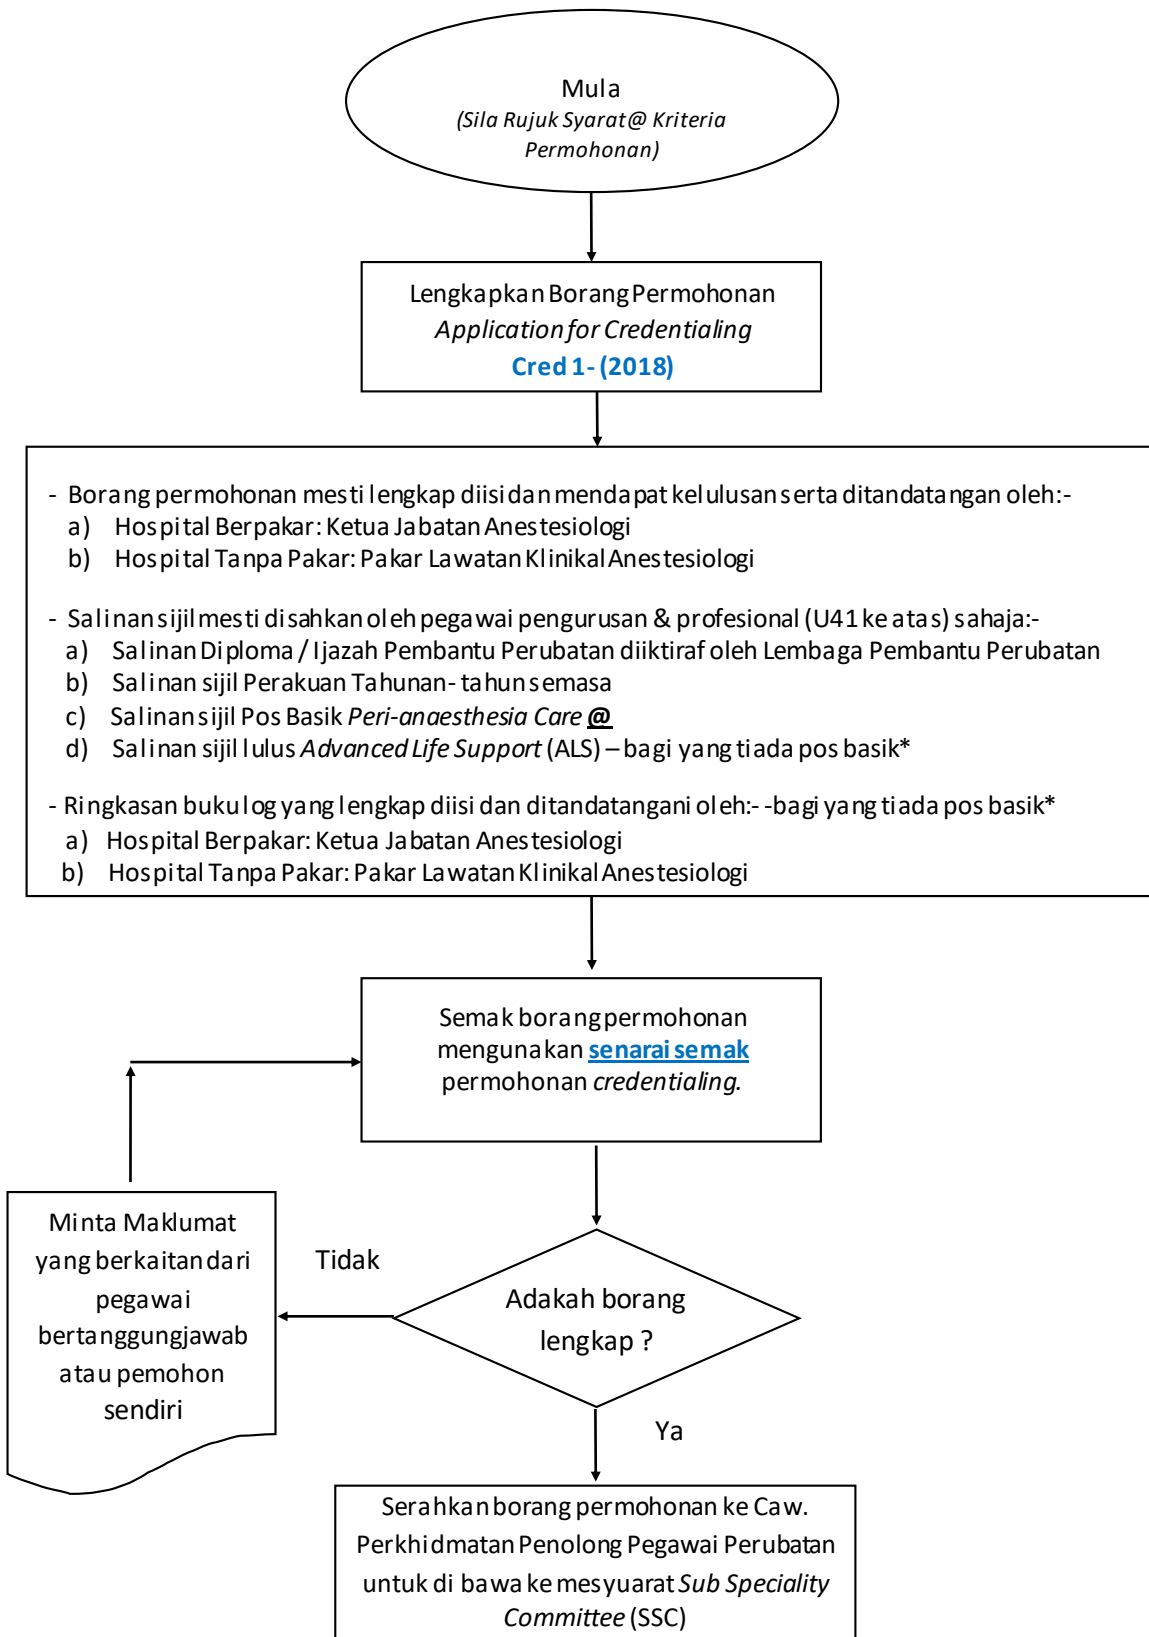 Mula
(Sila Rujuk Syarat@ Kriteria
Permohonan)
Lengkapkan Borang Permohonan
Application for Credentialing
Cred 1- (2018)
- Borang permohonan mesti lengkap diisi dan mendapat kelulusan serta ditandatangan oleh:-
a) Hospital Berpakar: Ketua Jabatan Anestesiologi
b) Hospital Tanpa Pakar: Pakar Lawatan Klinikal Anestesiologi
- Salinan sijil mesti disahkan oleh pegawai pengurusan & profesional (U41 ke atas) sahaja:-
a) Salinan Diploma / Ijazah Pembantu Perubatan diiktiraf oleh Lembaga Pembantu Perubatan
b) Salinan sijil Perakuan Tahunan- tahun semasa
c) Salinan sijil Pos Basik Peri-anaesthesia Care @
d) Salinan sijil lulus Advanced Life Support (ALS) – bagi yang tiada pos basik*
- Ringkasan buku log yang lengkap diisi dan ditandatangani oleh:- -bagi yang tiada pos basik*
a) Hospital Berpakar: Ketua Jabatan Anestesiologi
b) Hospital Tanpa Pakar: Pakar Lawatan Klinikal Anestesiologi
Semak borang permohonan
mengunakan senarai semak
permohonan credentialing.
Minta Maklumat
yang berkaitan dari
pegawai
bertanggungjawab
atau pemohon
sendiri
Tidak
Adakah borang
lengkap ?
Ya
Serahkan borang permohonan ke Caw.
Perkhidmatan Penolong Pegawai Perubatan
untuk di bawa ke mesyuarat Sub Speciality
Committee (SSC)